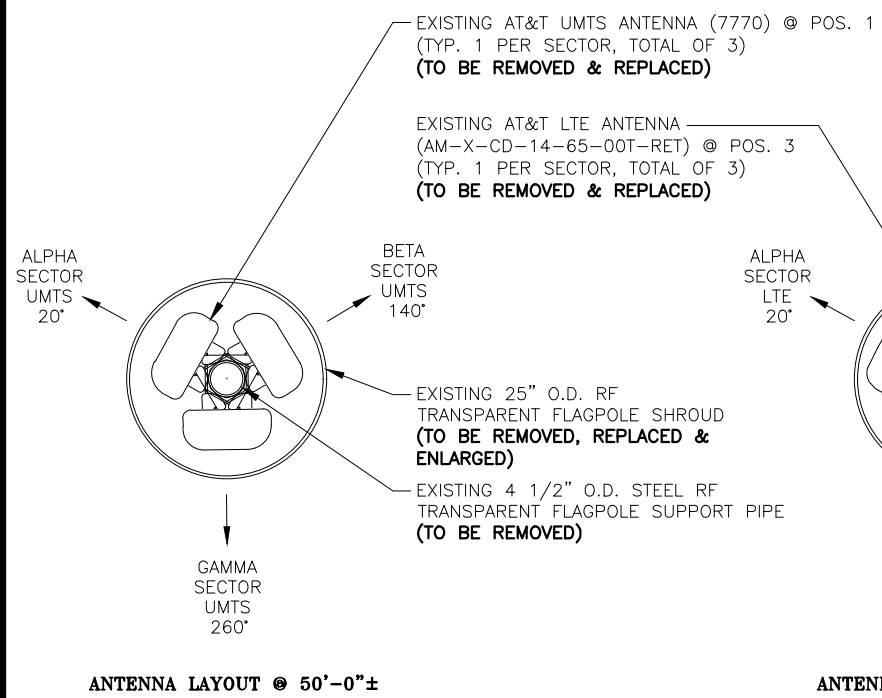 EXISTING AT&T UMTS ANTENNA (7770) @ POS. 1
(TYP. 1 PER SECTOR, TOTAL OF 3)
(TO BE REMOVED & REPLACED)
EXISTING AT&T LTE ANTENNA
(AM-X-CD-14-65-00T-RET) @ POS. 3
(TYP. 1 PER SECTOR, TOTAL OF 3)
(TO BE REMOVED & REPLACED)
ALPHA
SECTOR
UMTS
20°
BETA
SECTOR
UMTS
140°
ALPHA
SECTOR
LTE
20°
EXISTING 25" O.D. RF
TRANSPARENT FLAGPOLE SHROUD
(TO BE REMOVED, REPLACED &
ENLARGED)
EXISTING 4 1/2" O.D. STEEL RF
TRANSPARENT FLAGPOLE SUPPORT PIPE
(TO BE REMOVED)
GAMMA
SECTOR
UMTS
260°
ANTENNA LAYOUT @ 50'-0"±
ANTEN